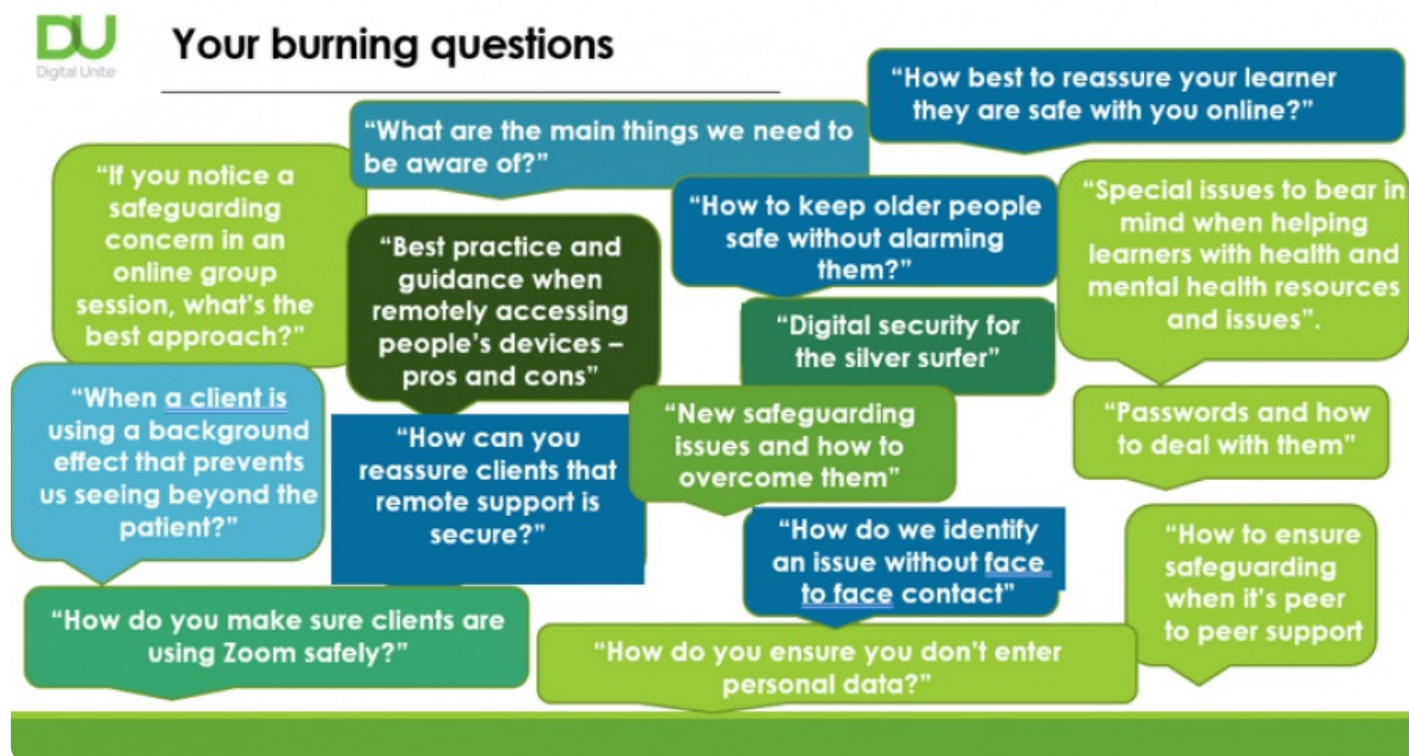 DU
Digital Unite
Your burning questions
“How best to reassure your learner
they are safe with you online?”
“What are the main things we need to
be aware of?”
“If you notice a
safeguarding
concern in an
online group
session, what’s the
best approach?”
“Best practice and
guidance when
remotely accessing
people’s devices –
pros and cons”
“How to keep older people
safe without alarming
them?”
“Special issues to bear in
mind when helping
learners with health and
mental health resources
and issues”.
“Digital security for
the silver surfer”
“When a client is
using a background
effect that prevents
us seeing beyond the
patient?”
“How can you
reassure clients that
remote support is
secure?”
“New safeguarding
issues and how to
overcome them”
“Passwords and how
to deal with them”
“How do we identify
an issue without face
to face contact”
“How to ensure
safeguarding
when it’s peer
to peer support
“How do you make sure clients are
using Zoom safely?”
“How do you ensure you don’t enter
personal data?”